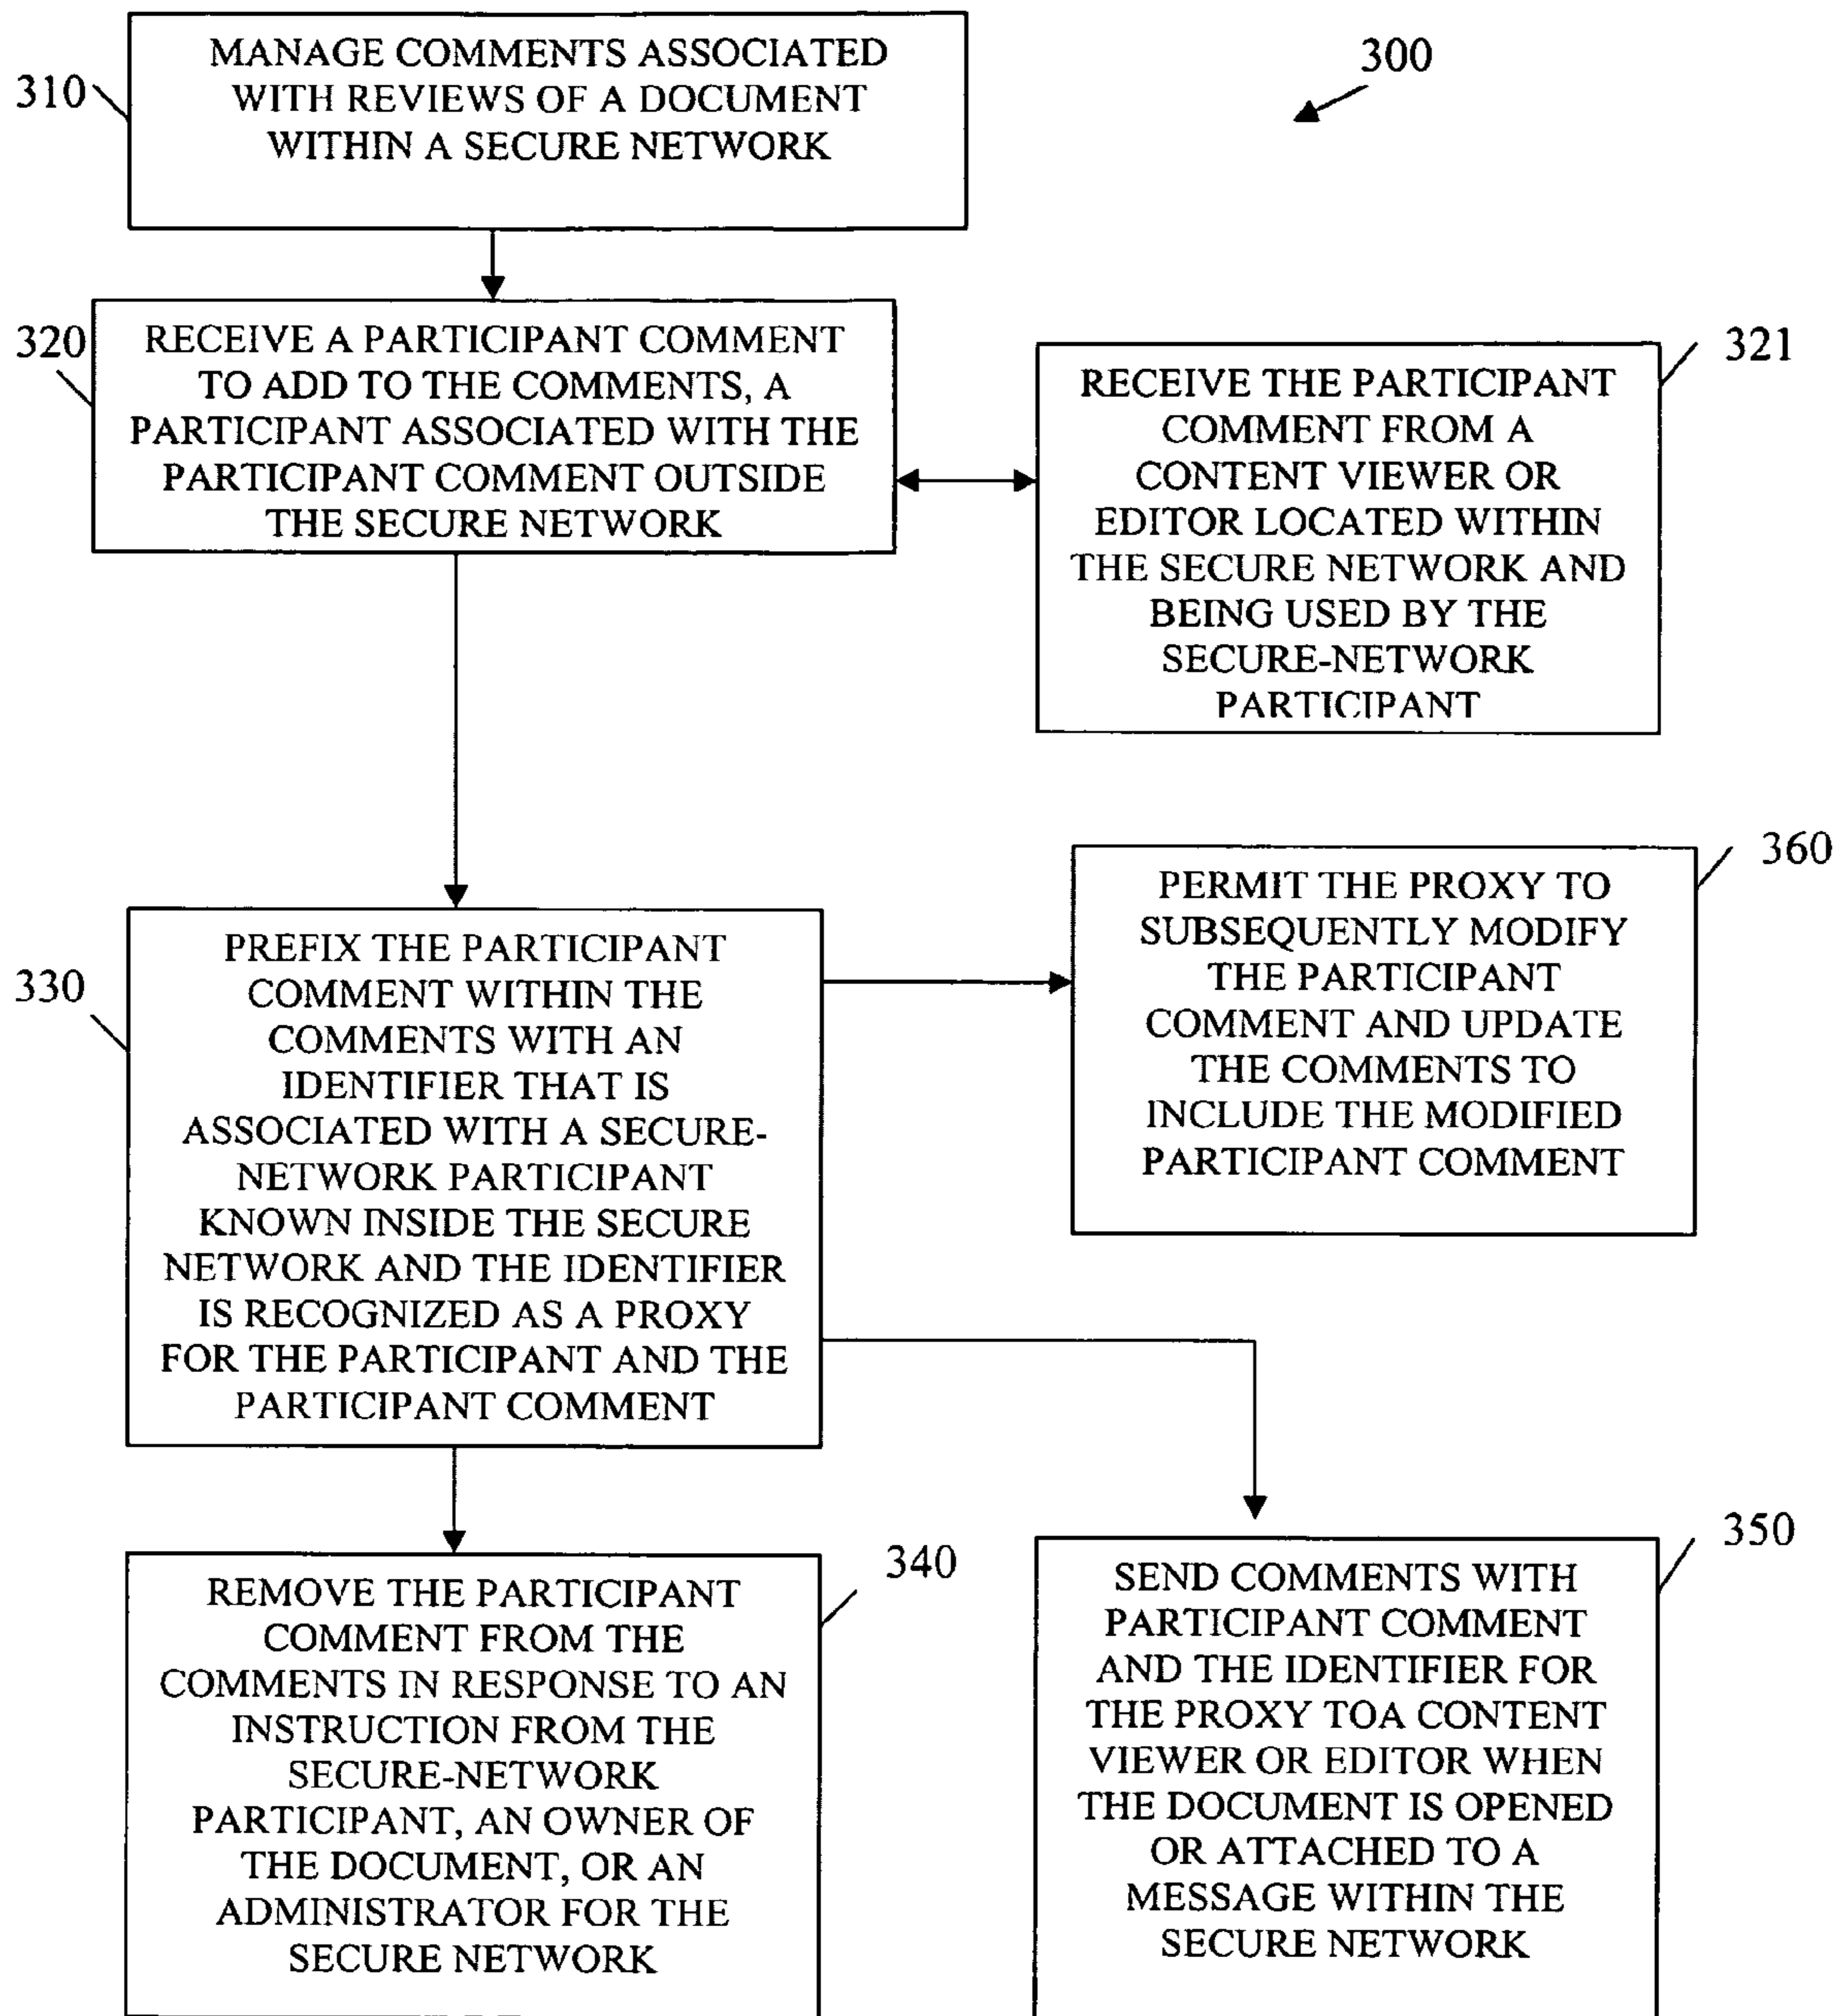 300
310
MANAGE COMMENTS ASSOCIATED
WITH REVIEWS OF A DOCUMENT
WITHIN A SECURE NETWORK
320
RECEIVE A PARTICIPANT COMMENT
TO ADD TO THE COMMENTS, A
PARTICIPANT ASSOCIATED WITH THE
PARTICIPANT COMMENT OUTSIDE
THE SECURE NETWORK
321
RECEIVE THE PARTICIPANT
COMMENT FROM A
CONTENT VIEWER OR
EDITOR LOCATED WITHIN
THE SECURE NETWORK AND
BEING USED BY THE
SECURE-NETWORK
PARTICIPANT
330
PREFIX THE PARTICIPANT
COMMENT WITHIN THE
COMMENTS WITH AN
IDENTIFIER THAT IS
ASSOCIATED WITH A SECURE-
NETWORK PARTICIPANT
KNOWN INSIDE THE SECURE
NETWORK AND THE IDENTIFIER
IS RECOGNIZED AS A PROXY
FOR THE PARTICIPANT AND THE
PARTICIPANT COMMENT
360
PERMIT THE PROXY TO
SUBSEQUENTLY MODIFY
THE PARTICIPANT
COMMENT AND UPDATE
THE COMMENTS TO
INCLUDE THE MODIFIED
PARTICIPANT COMMENT
340
REMOVE THE PARTICIPANT
COMMENT FROM THE
COMMENTS IN RESPONSE TO AN
INSTRUCTION FROM THE
SECURE-NETWORK
PARTICIPANT, AN OWNER OF
THE DOCUMENT, OR AN
ADMINISTRATOR FOR THE
SECURE NETWORK
350
SEND COMMENTS WITH
PARTICIPANT COMMENT
AND THE IDENTIFIER FOR
THE PROXY TOA CONTENT
VIEWER OR EDITOR WHEN
THE DOCUMENT IS OPENED
OR ATTACHED TO A
MESSAGE WITHIN THE
SECURE NETWORK